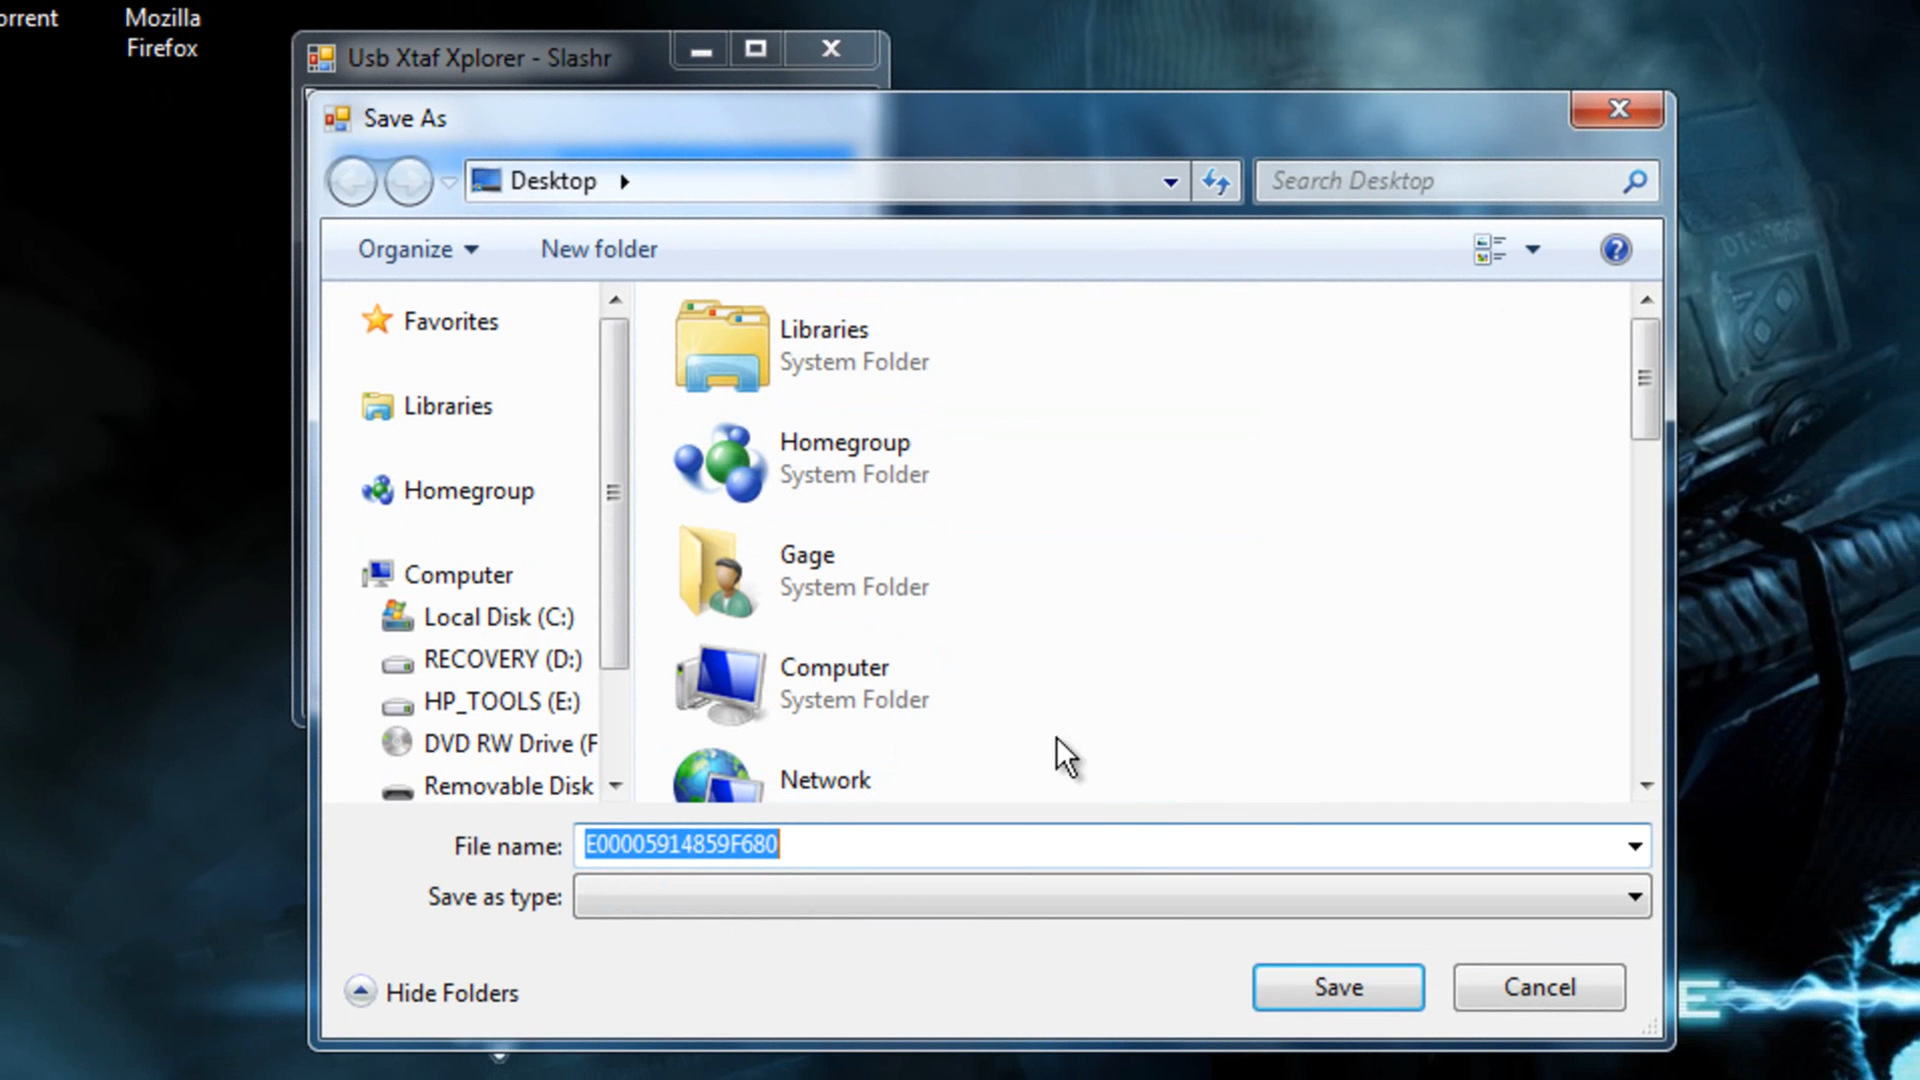 orrent
Mozilla
Firefox
Usb Xtaf Xplorer - Slashr
Save As
Desktop
Search Desktop
Organize
New folder
Favorites
Libraries
Homegroup
Computer
Local Disk (C:)
RECOVERY (D:)
HP_TOOLS (E:)
DVD RW Drive (F
Removable Disk
Libraries
System Folder
Homegroup
System Folder
Gage
System Folder
Computer
System Folder
Network
File name: E00005914859F680
Save as type:
Hide Folders
Save
Cancel
E